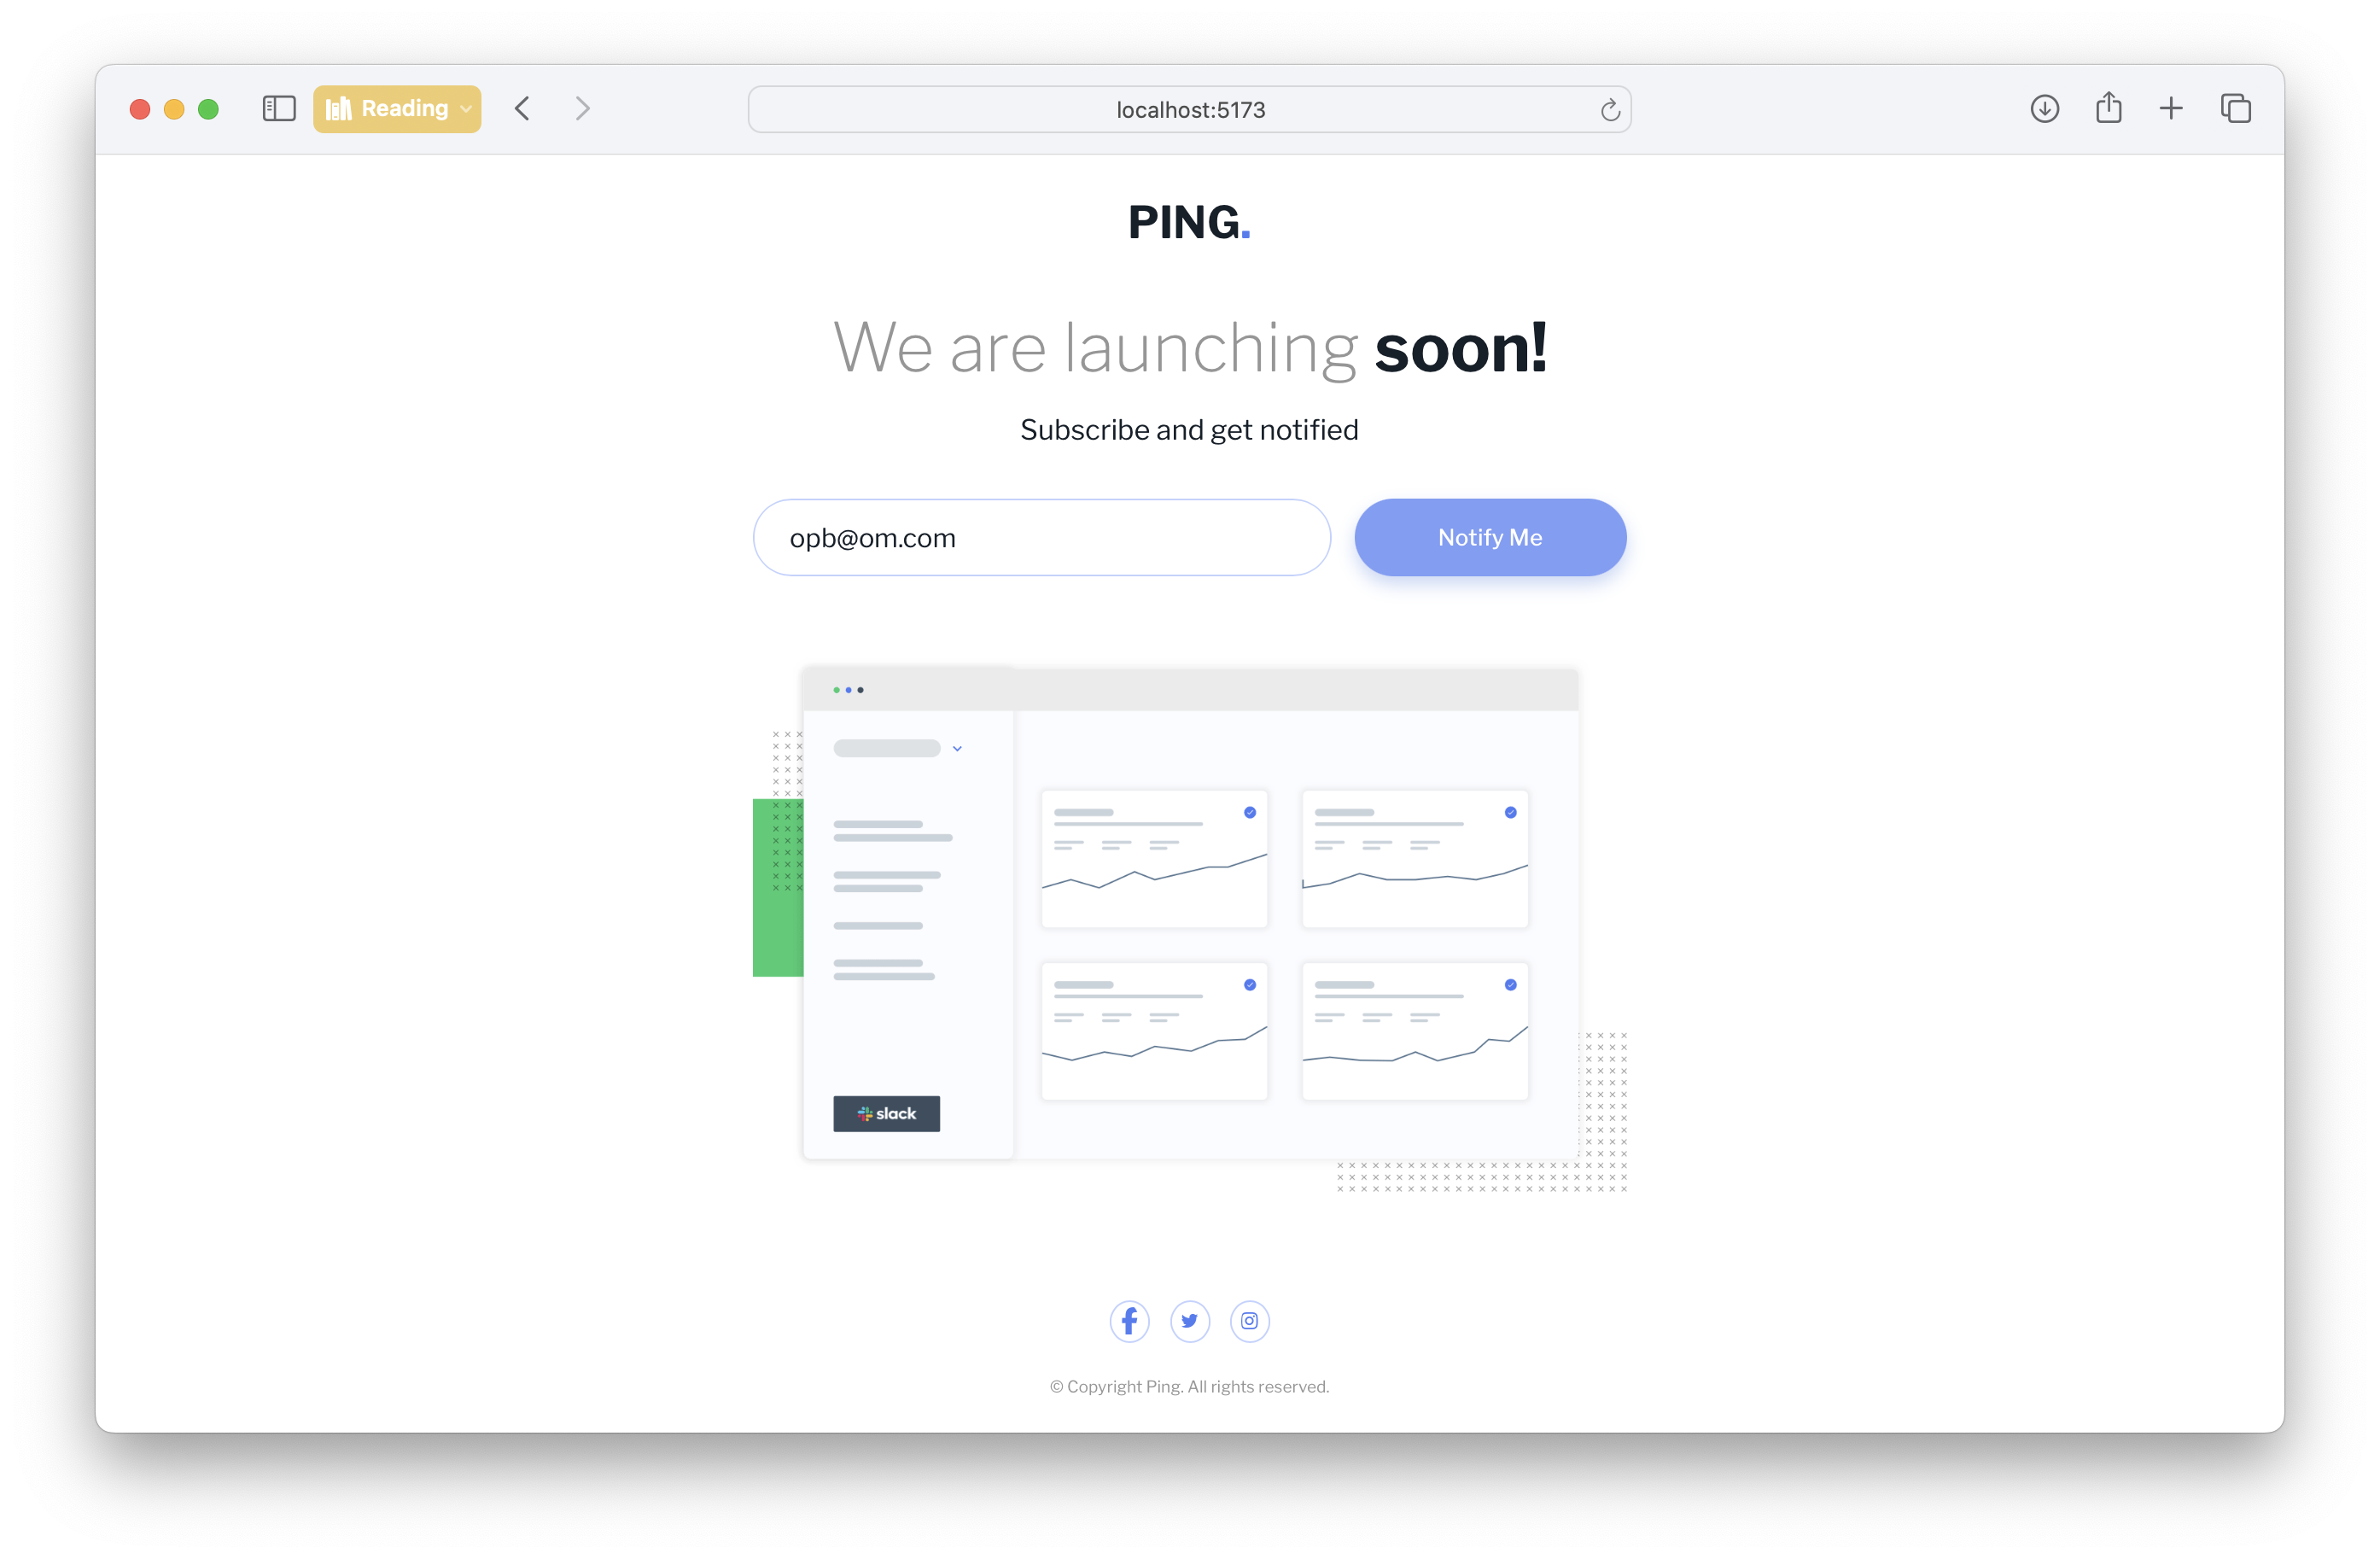 Reading
localhost:5173
PING.
We are launching soon!
Subscribe and get notified
opb@om.com
Notify Me
slack
© Copyright Ping. All rights reserved.